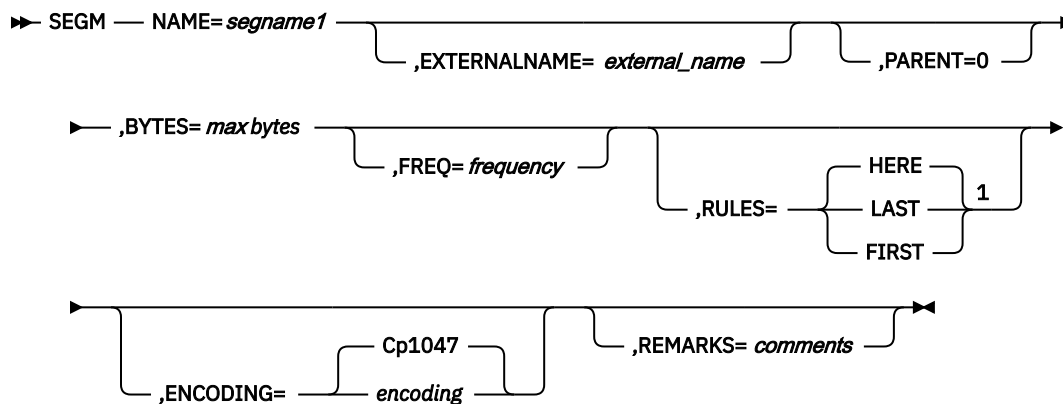 SEGM NAME= segname1
,EXTERNALNAME= external_name
,PARENT=0
,BYTES= max bytes
,FREQ= frequency
,RULES=
HERE
LAST
FIRST
1
,ENCODING=
Cp1047
encoding
,REMARKS= comments